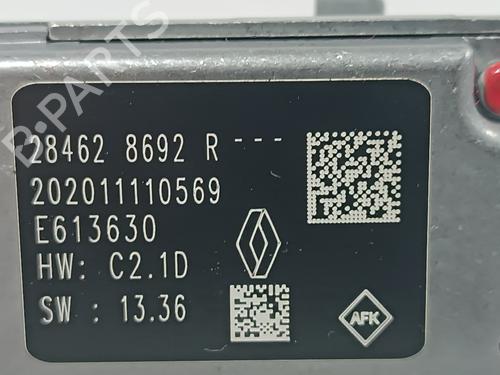 B-PARTS
28462 8692 R ---
202011110569
E613630
HW: C2.1D
SW : 13.36
AFK